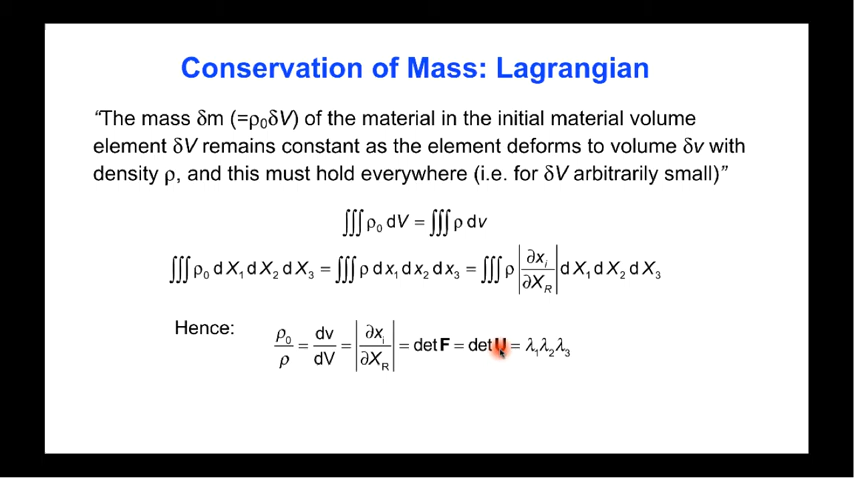 Conservation of Mass: Lagrangian
"The mass δm (=ρ₀δV) of the material in the initial material volume
element δV remains constant as the element deforms to volume δv with
density ρ, and this must hold everywhere (i.e. for δV arbitrarily small)"
∭ρ₀ dV = ∭ρ dv
∭ρ₀ dX₁ dX₂ dX₃ = ∭ρ dx₁ dx₂ dx₃ = ∭ρ |∂xᵢ/∂X_R| dX₁ dX₂ dX₃
Hence: ρ₀/ρ = dv/dV = |∂xᵢ/∂X_R| = det F = det U = λ₁λ₂λ₃